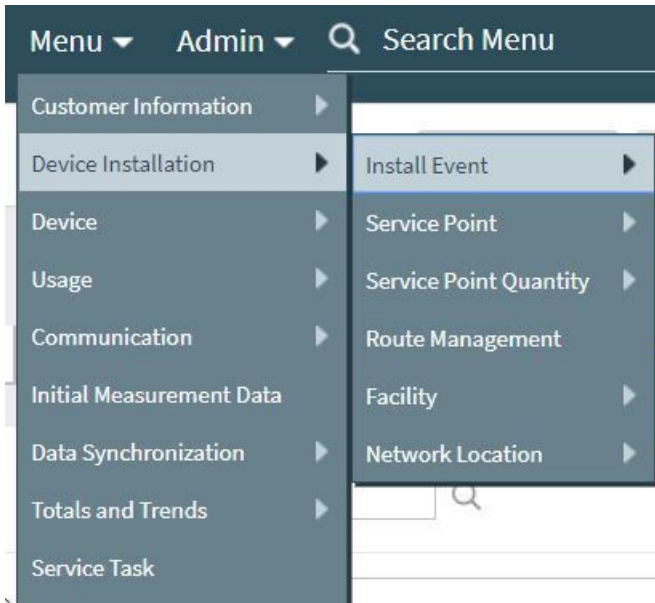 Menu Admin Search Menu
Customer Information
Device Installation
Device
Usage
Communication
Initial Measurement Data
Data Synchronization
Totals and Trends
Service Task
Install Event
Service Point
Service Point Quantity
Route Management
Facility
Network Location